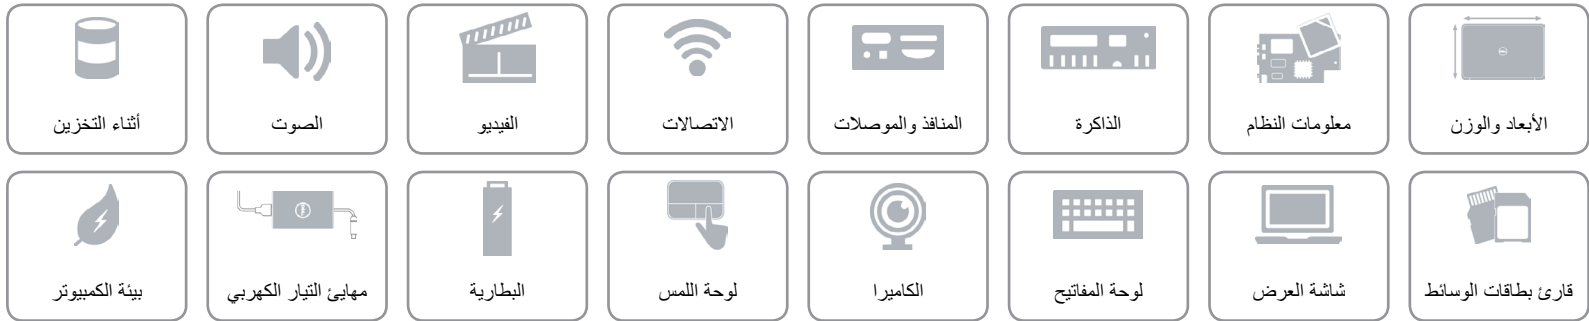 الأبعاد والوزن
معلومات النظام
الذاكرة
المنافذ والموصلات
الاتصالات
الفيديو
الصوت
أثناء التخزين
قارئ بطاقات الوسائط
شاشة العرض
لوحة المفاتيح
الكاميرا
لوحة اللمس
البطارية
مهايئ التيار الكهربي
بيئة الكمبيوتر